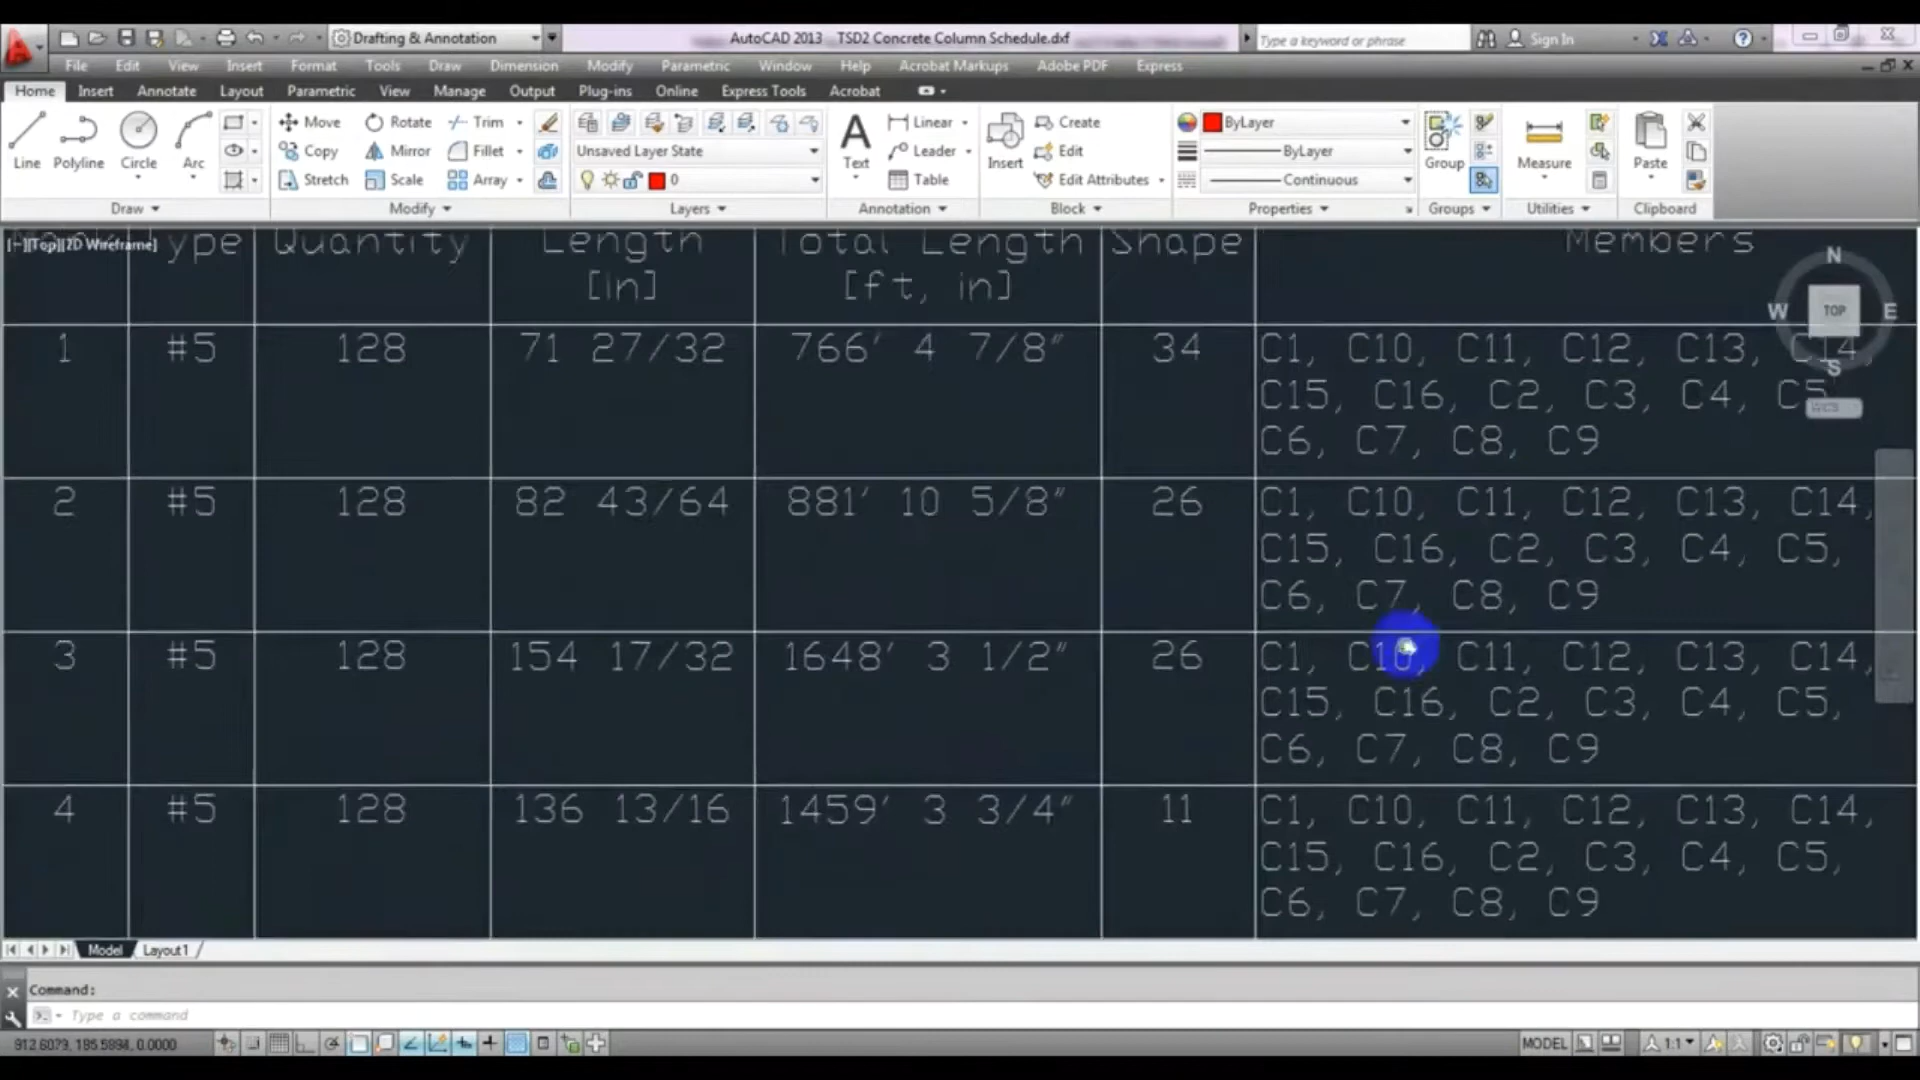 Drafting & Annotation
AutoCAD 2013 TSD2 Concrete Column Schedule.dxf
Type a keyword or phrase
Sign In
File Edit View Insert Format Tools Draw Dimension Modify Parametric Window Help Acrobat Markups Adobe PDF Express
Home Insert Annotate Layout Parametric View Manage Output Plug-ins Online Express Tools Acrobat
Move Rotate Trim
Unsaved Layer State
Linear
Create
ByLayer
Copy Mirror Fillet
Leader
Edit
ByLayer
Line Polyline Circle Arc
Text
Insert
Group
Measure
Paste
Stretch Scale Array
0
Table
Edit Attributes
Continuous
Draw Modify Layers Annotation Block Properties Groups Utilities Clipboard
[−][Top][2D Wireframe]
Type Quantity Length Total Length Shape Members
[in] [ft, in]
N
W TOP E
S
WCS
1 #5 128 71 27/32 766' 4 7/8" 34 C1, C10, C11, C12, C13, C14,
C15, C16, C2, C3, C4, C5,
C6, C7, C8, C9
2 #5 128 82 43/64 881' 10 5/8" 26 C1, C10, C11, C12, C13, C14,
C15, C16, C2, C3, C4, C5,
C6, C7, C8, C9
3 #5 128 154 17/32 1648' 3 1/2" 26 C1, C10, C11, C12, C13, C14,
C15, C16, C2, C3, C4, C5,
C6, C7, C8, C9
4 #5 128 136 13/16 1459' 3 3/4" 11 C1, C10, C11, C12, C13, C14,
C15, C16, C2, C3, C4, C5,
C6, C7, C8, C9
Model Layout1
Command:
Type a command
912.6079, 185.5898, 0.0000
MODEL
1:1